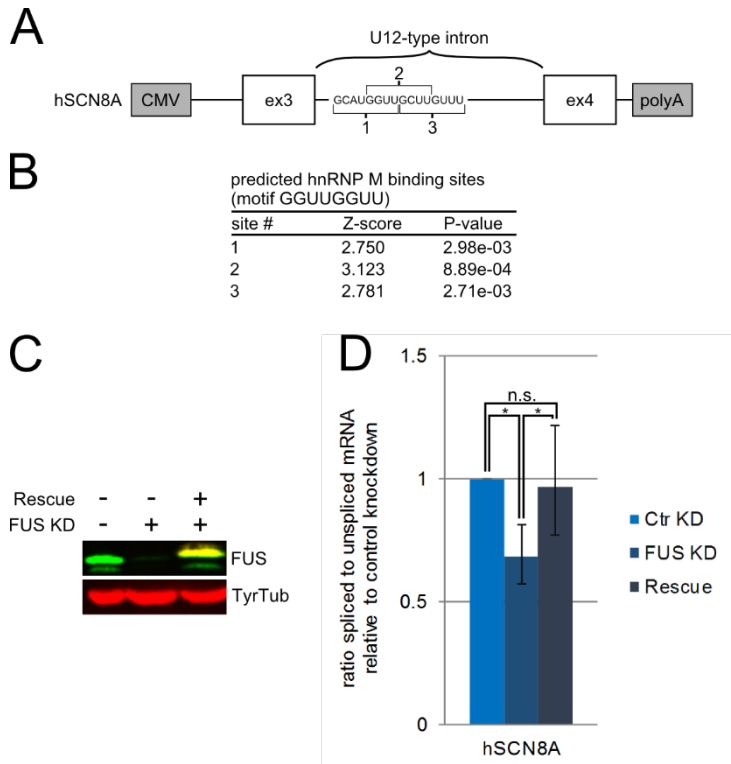 A
U12-type intron
2
hSCN8A CMV ex3 GCAUGGUUGCUUGUUU ex4 polyA
1 3
B
predicted hnRNP M binding sites
(motif GGUUGGUU)
site # Z-score P-value
1 2.750 2.98e-03
2 3.123 8.89e-04
3 2.781 2.71e-03
C
Rescue - - +
FUS KD - + +
FUS
TyrTub
D
ratio spliced to unspliced mRNA
relative to control knockdown
1.5
1
0.5
0
n.s.
* *
hSCN8A
Ctr KD
FUS KD
Rescue